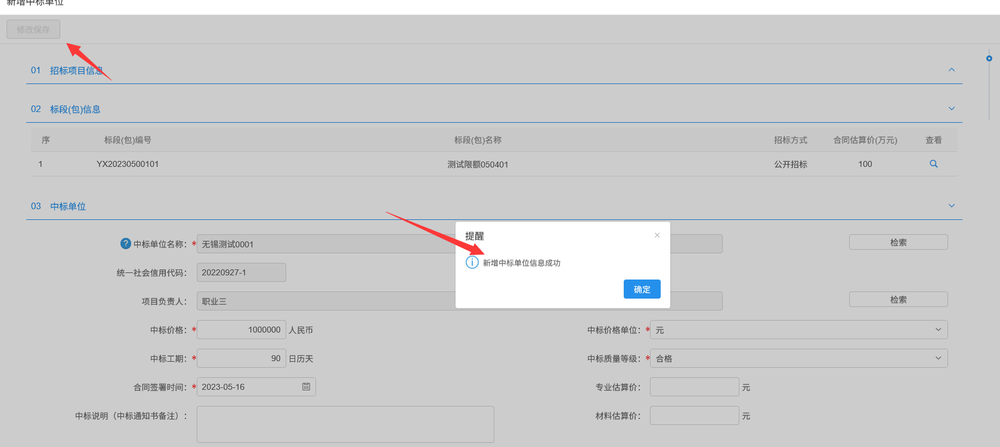 新增中标单位
修改保存
01 招标项目信息
02 标段(包)信息
序 标段(包)编号 标段(包)名称 招标方式 合同估算价(万元) 查看
1 YX20230500101 测试限额050401 公开招标 100
03 中标单位
提醒
中标单位名称： * 无锡测试0001 检索
新增中标单位信息成功
统一社会信用代码： 20220927-1
确定
项目负责人： 职业三 检索
中标价格： * 1000000 人民币 中标价格单位： * 元
中标工期： * 90 日历天 中标质量等级： * 合格
合同签署时间： * 2023-05-16 专业估算价： 元
中标说明（中标通知书备注）： 材料估算价： 元